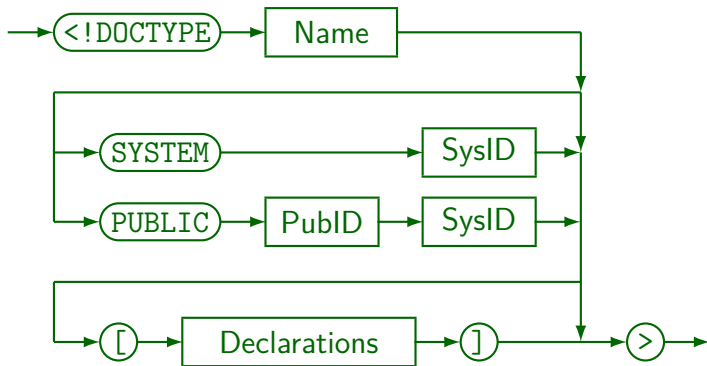 <!DOCTYPE Name
SYSTEM SysID
PUBLIC PubID SysID
[ Declarations ] >